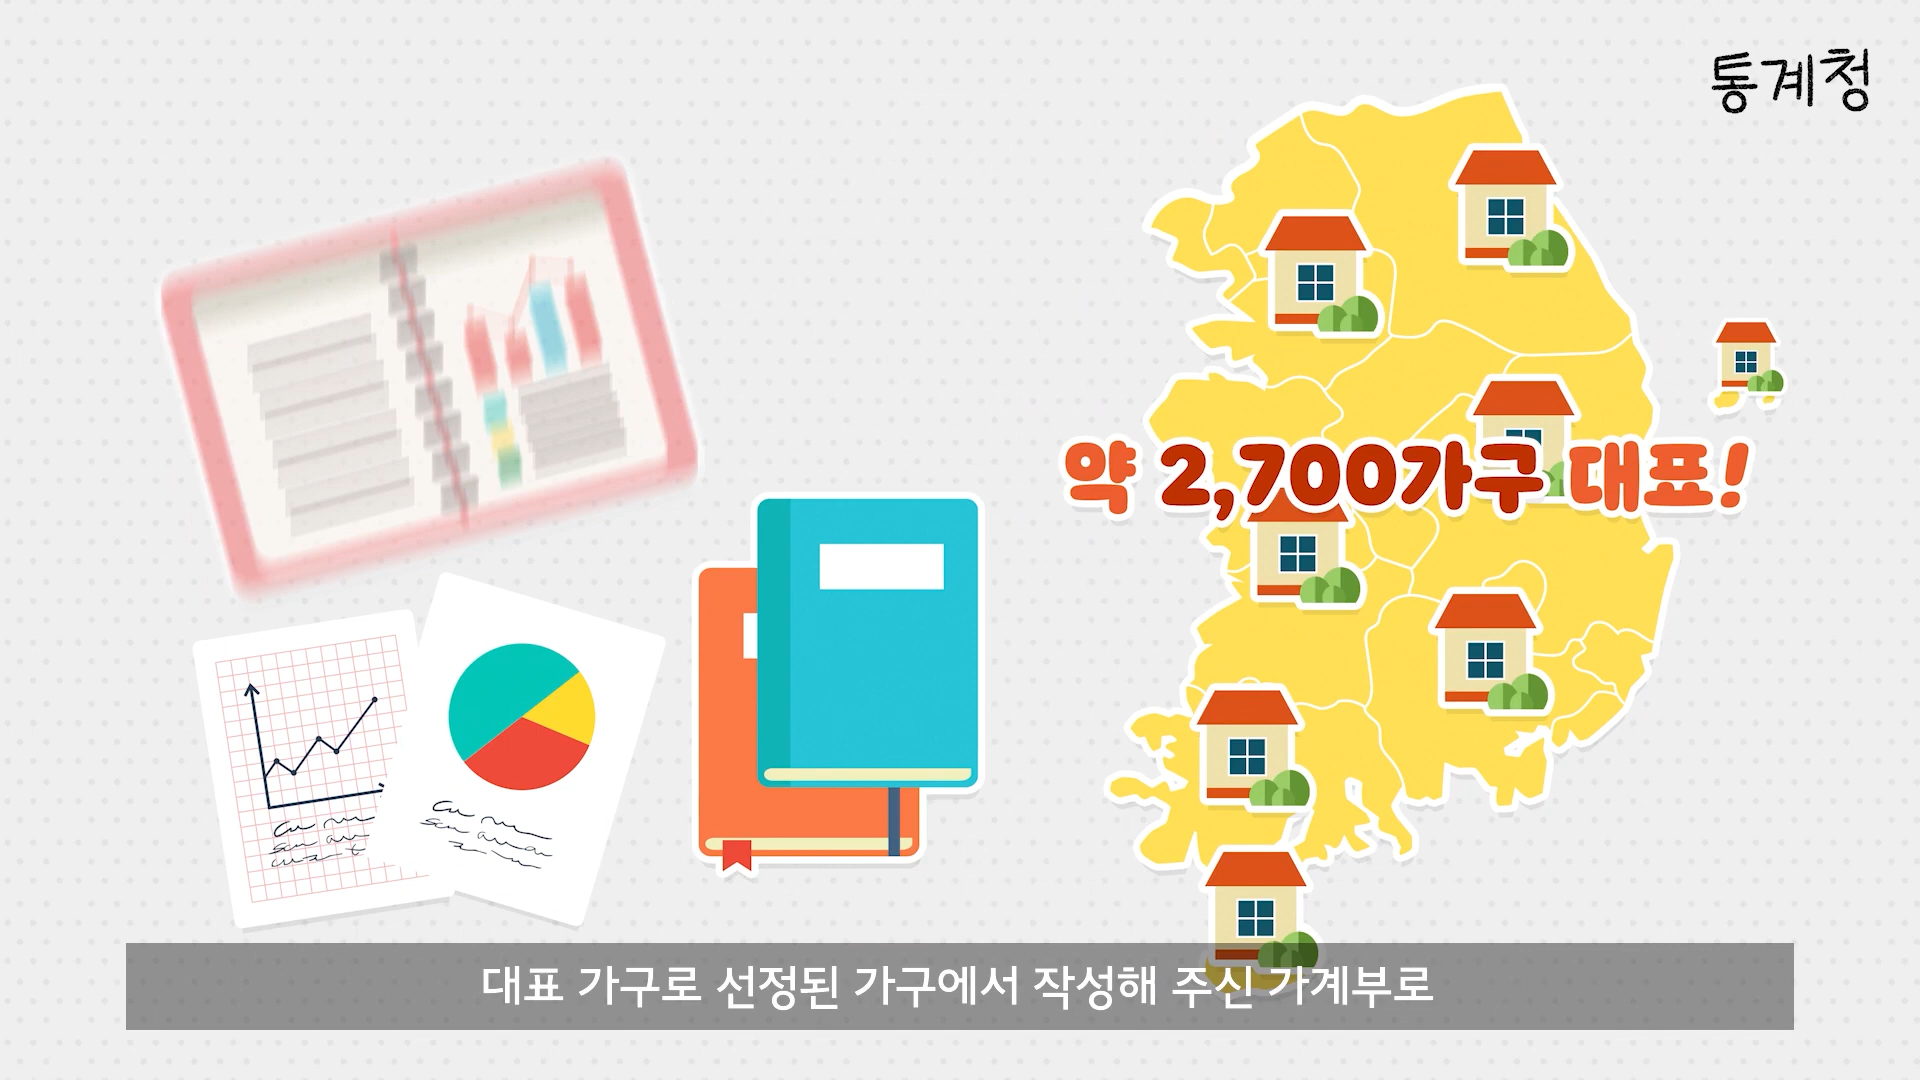 통계청
약 2,700가구 대표!
대표 가구로 선정된 가구에서 작성해 주신 가계부로